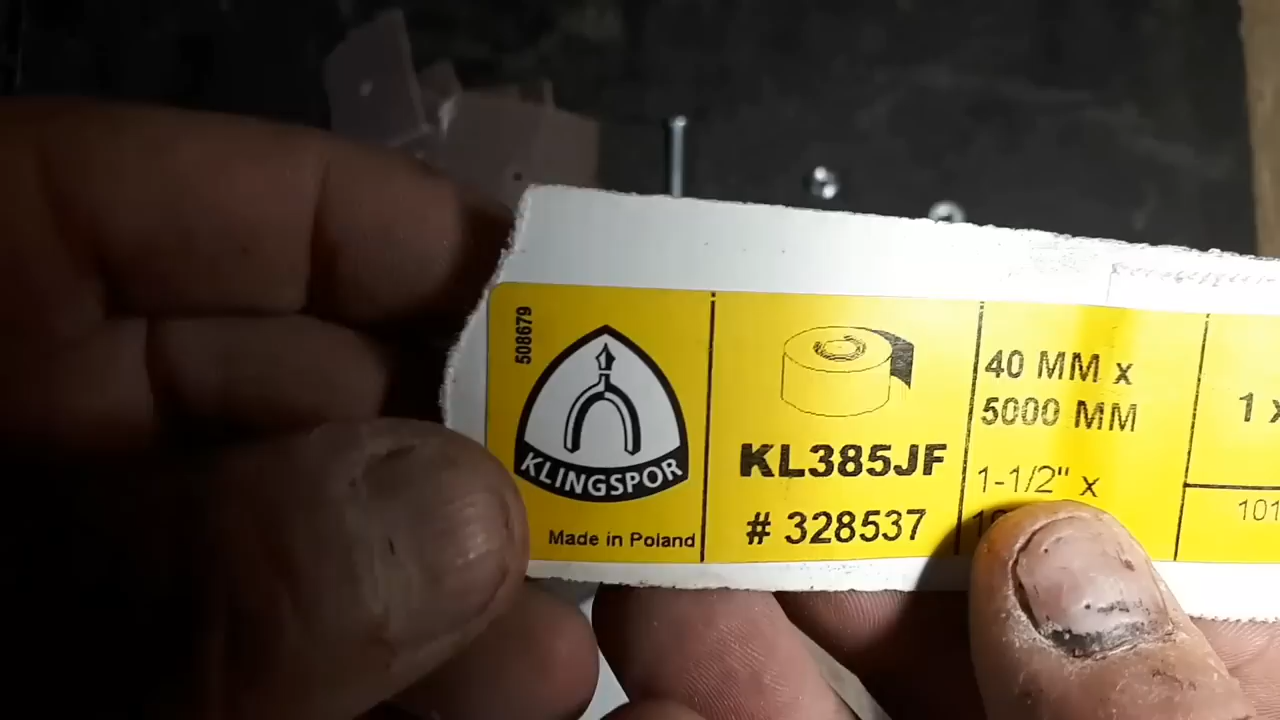 508679
KLINGSPOR
Made in Poland
KL385JF
# 328537
40 MM x
5000 MM
1-1/2" x
1 x
101